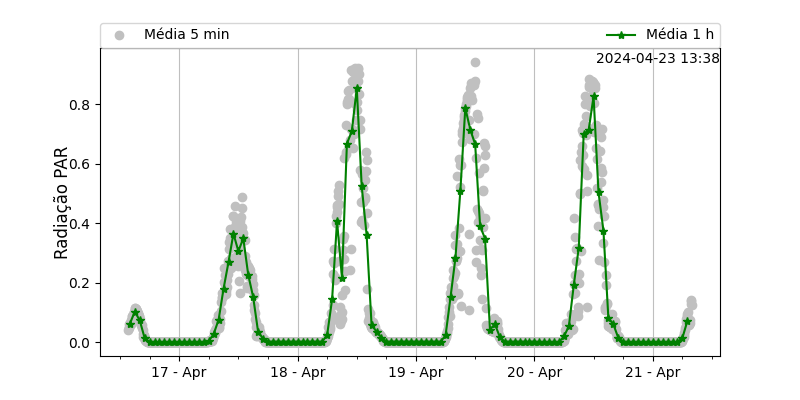 Média 5 min
Média 1 h
2024-04-23 13:38
Radiação PAR
0.8
0.6
0.4
0.2
0.0
17 - Apr
18 - Apr
19 - Apr
20 - Apr
21 - Apr